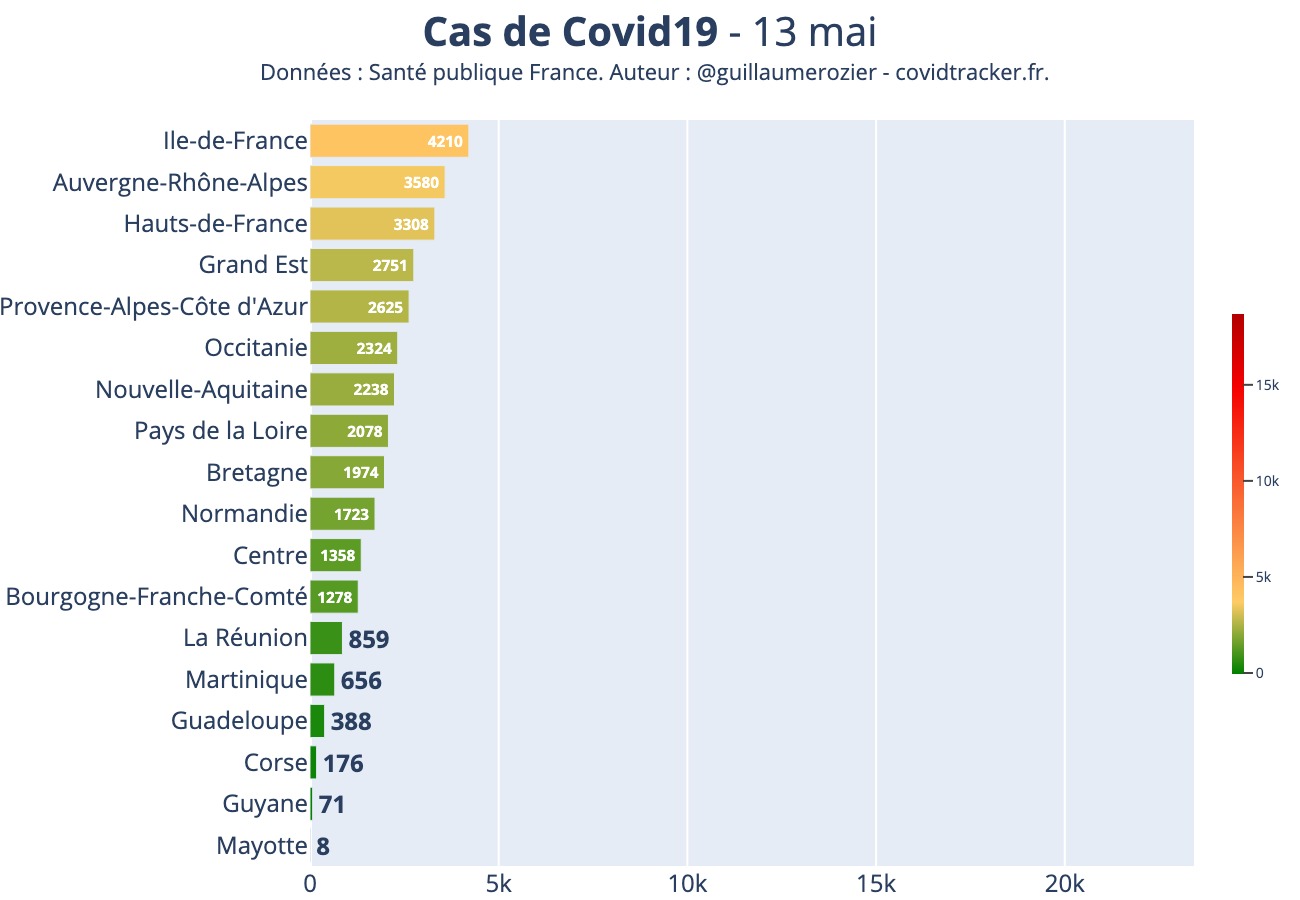 Cas de Covid19 - 13 mai
Données : Santé publique France. Auteur : @guillaumerozier - covidtracker.fr.
Ile-de-France 4210
Auvergne-Rhône-Alpes 3580
Hauts-de-France 3308
Grand Est 2751
Provence-Alpes-Côte d'Azur 2625
Occitanie 2324
Nouvelle-Aquitaine 2238
Pays de la Loire 2078
Bretagne 1974
Normandie 1723
Centre 1358
Bourgogne-Franche-Comté 1278
La Réunion 859
Martinique 656
Guadeloupe 388
Corse 176
Guyane 71
Mayotte 8
0 5k 10k 15k 20k
15k
10k
5k
0